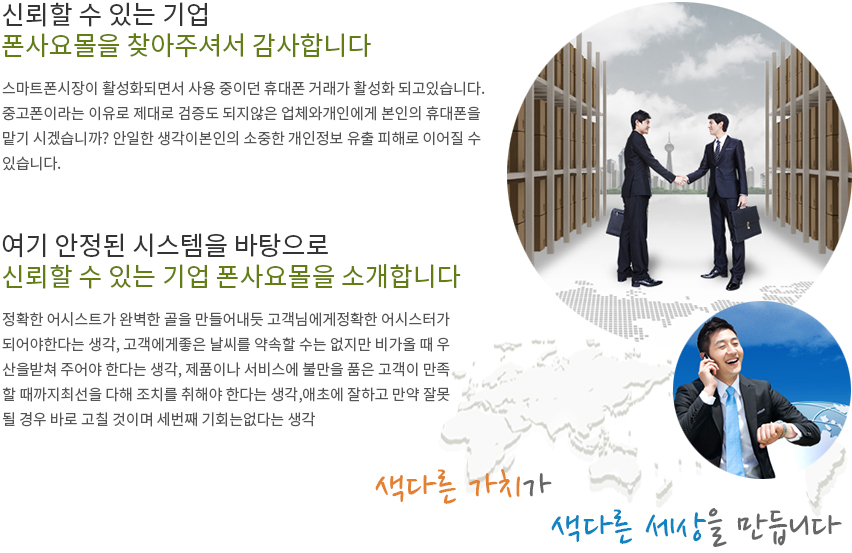 신뢰할 수 있는 기업
폰사요몰을 찾아주셔서 감사합니다
스마트폰시장이 활성화되면서 사용 중이던 휴대폰 거래가 활성화 되고있습니다.
중고폰이라는 이유로 제대로 검증도 되지않은 업체와개인에게 본인의 휴대폰을
맡기 시겠습니까? 안일한 생각이본인의 소중한 개인정보 유출 피해로 이어질 수
있습니다.
여기 안정된 시스템을 바탕으로
신뢰할 수 있는 기업 폰사요몰을 소개합니다
정확한 어시스트가 완벽한 골을 만들어내듯 고객님에게정확한 어시스터가
되어야한다는 생각, 고객에게좋은 날씨를 약속할 수는 없지만 비가올 때 우
산을받쳐 주어야 한다는 생각, 제품이나 서비스에 불만을 품은 고객이 만족
할 때까지최선을 다해 조치를 취해야 한다는 생각,애초에 잘하고 만약 잘못
될 경우 바로 고칠 것이며 세번째 기회는없다는 생각
색다른 가치가
색다른 세상을 만듭니다